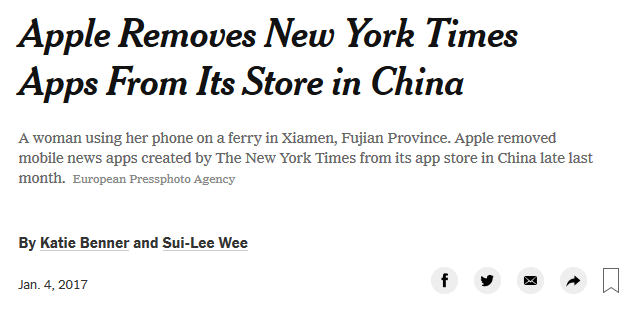 Apple Removes New York Times
Apps From Its Store in China
A woman using her phone on a ferry in Xiamen, Fujian Province. Apple removed
mobile news apps created by The New York Times from its app store in China late last
month. European Pressphoto Agency
By Katie Benner and Sui-Lee Wee
Jan. 4, 2017